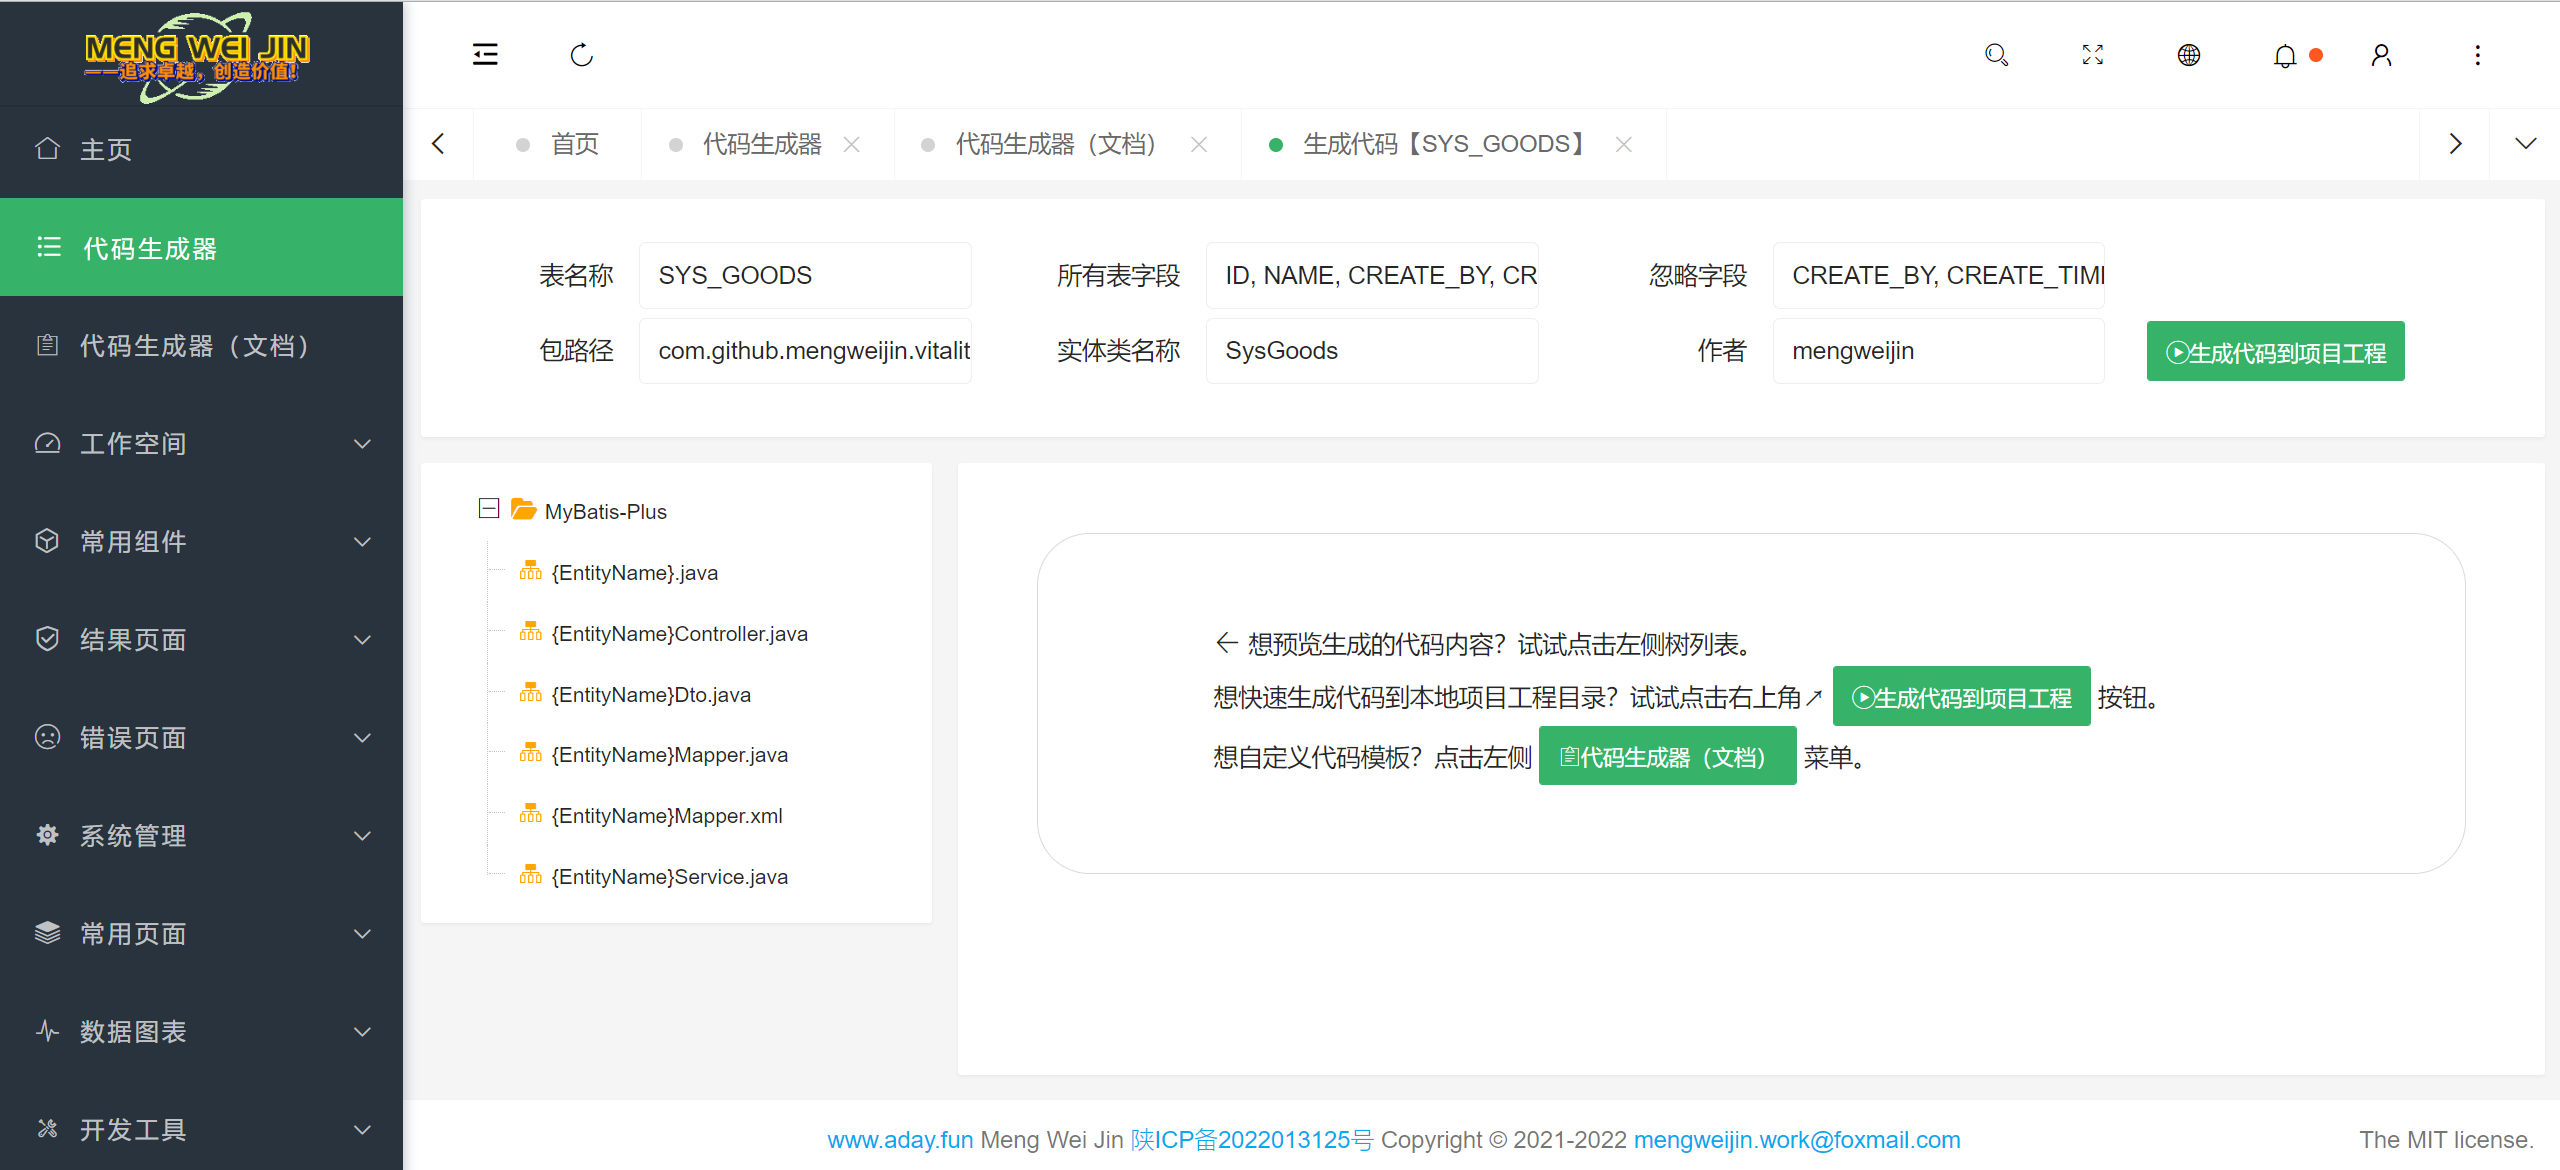 MENG WEI JIN
——追求卓越，创造价值！
主页
代码生成器
代码生成器（文档）
工作空间
常用组件
结果页面
错误页面
系统管理
常用页面
数据图表
开发工具
首页
代码生成器
代码生成器（文档）
生成代码【SYS_GOODS】
表名称 SYS_GOODS 所有表字段 ID, NAME, CREATE_BY, CR 忽略字段 CREATE_BY, CREATE_TIM
包路径 com.github.mengweijin.vitalit 实体类名称 SysGoods 作者 mengweijin 生成代码到项目工程
MyBatis-Plus
{EntityName}.java
{EntityName}Controller.java
{EntityName}Dto.java
{EntityName}Mapper.java
{EntityName}Mapper.xml
{EntityName}Service.java
← 想预览生成的代码内容？试试点击左侧树列表。
想快速生成代码到本地项目工程目录？试试点击右上角↗ 生成代码到项目工程 按钮。
想自定义代码模板？点击左侧 代码生成器（文档） 菜单。
www.aday.fun Meng Wei Jin 陕ICP备2022013125号 Copyright © 2021-2022 mengweijin.work@foxmail.com
The MIT license.